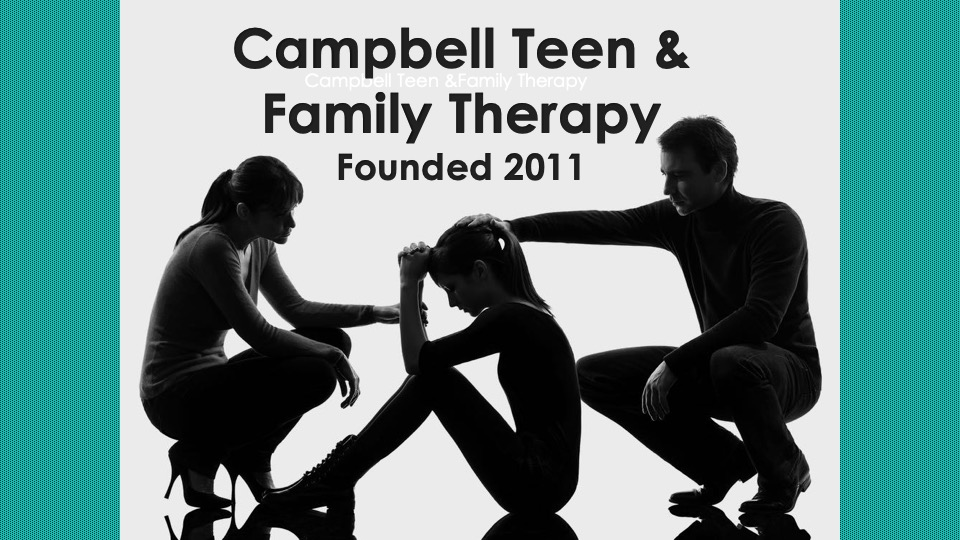 Campbell Teen &
Campbell Teen &Family Therapy
Family Therapy
Founded 2011